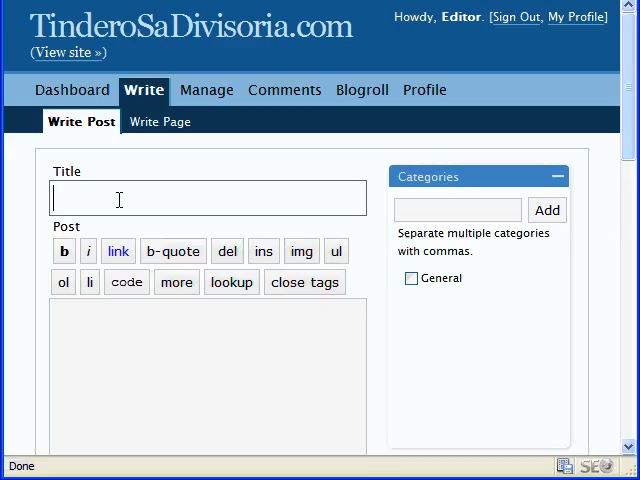 TinderoSaDivisoria.com
Howdy, Editor. [Sign Out, My Profile]
(View site »)
Dashboard Write Manage Comments Blogroll Profile
Write Post Write Page
Title
Categories
Add
Separate multiple categories
with commas.
General
Post
b i link b-quote del ins img ul
ol li code more lookup close tags
Done
SEO